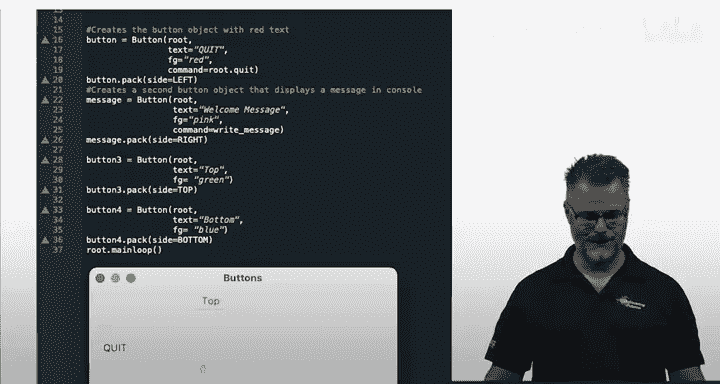 15 #Creates the button object with red text
16 button = Button(root,
17 text="QUIT",
18 fg="red",
19 command=root.quit)
20 button.pack(side=LEFT)
21 #Creates a second button object that displays a message in console
22 message = Button(root,
23 text="Welcome Message",
24 fg="pink",
25 command=write_message)
26 message.pack(side=RIGHT)
27
28 button3 = Button(root,
29 text="Top",
30 fg= "green")
31 button3.pack(side=TOP)
32
33 button4 = Button(root,
34 text="Bottom",
35 fg= "blue")
36 button4.pack(side=BOTTOM)
37 root.mainloop()
Buttons
Top
QUIT